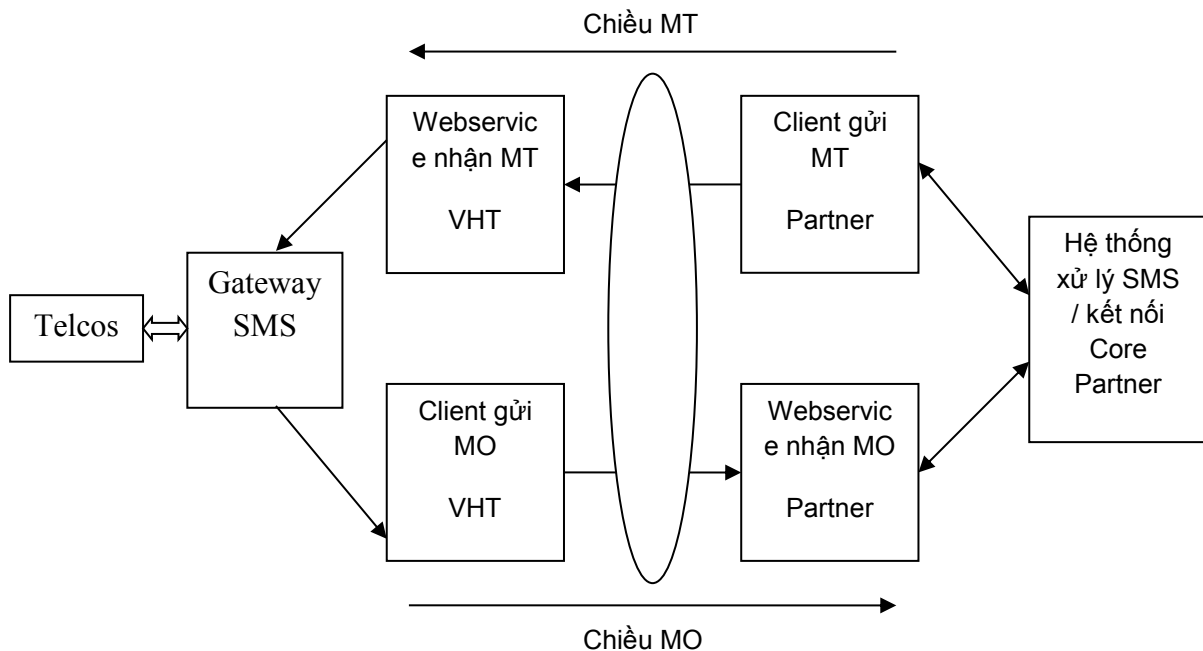 Chiều MT
Webservic
e nhận MT
VHT
Client gửi
MT
Partner
Hệ thống
xử lý SMS
/ kết nối
Core
Partner
Gateway
SMS
Telcos
Client gửi
MO
VHT
Webservic
e nhận MO
Partner
Chiều MO